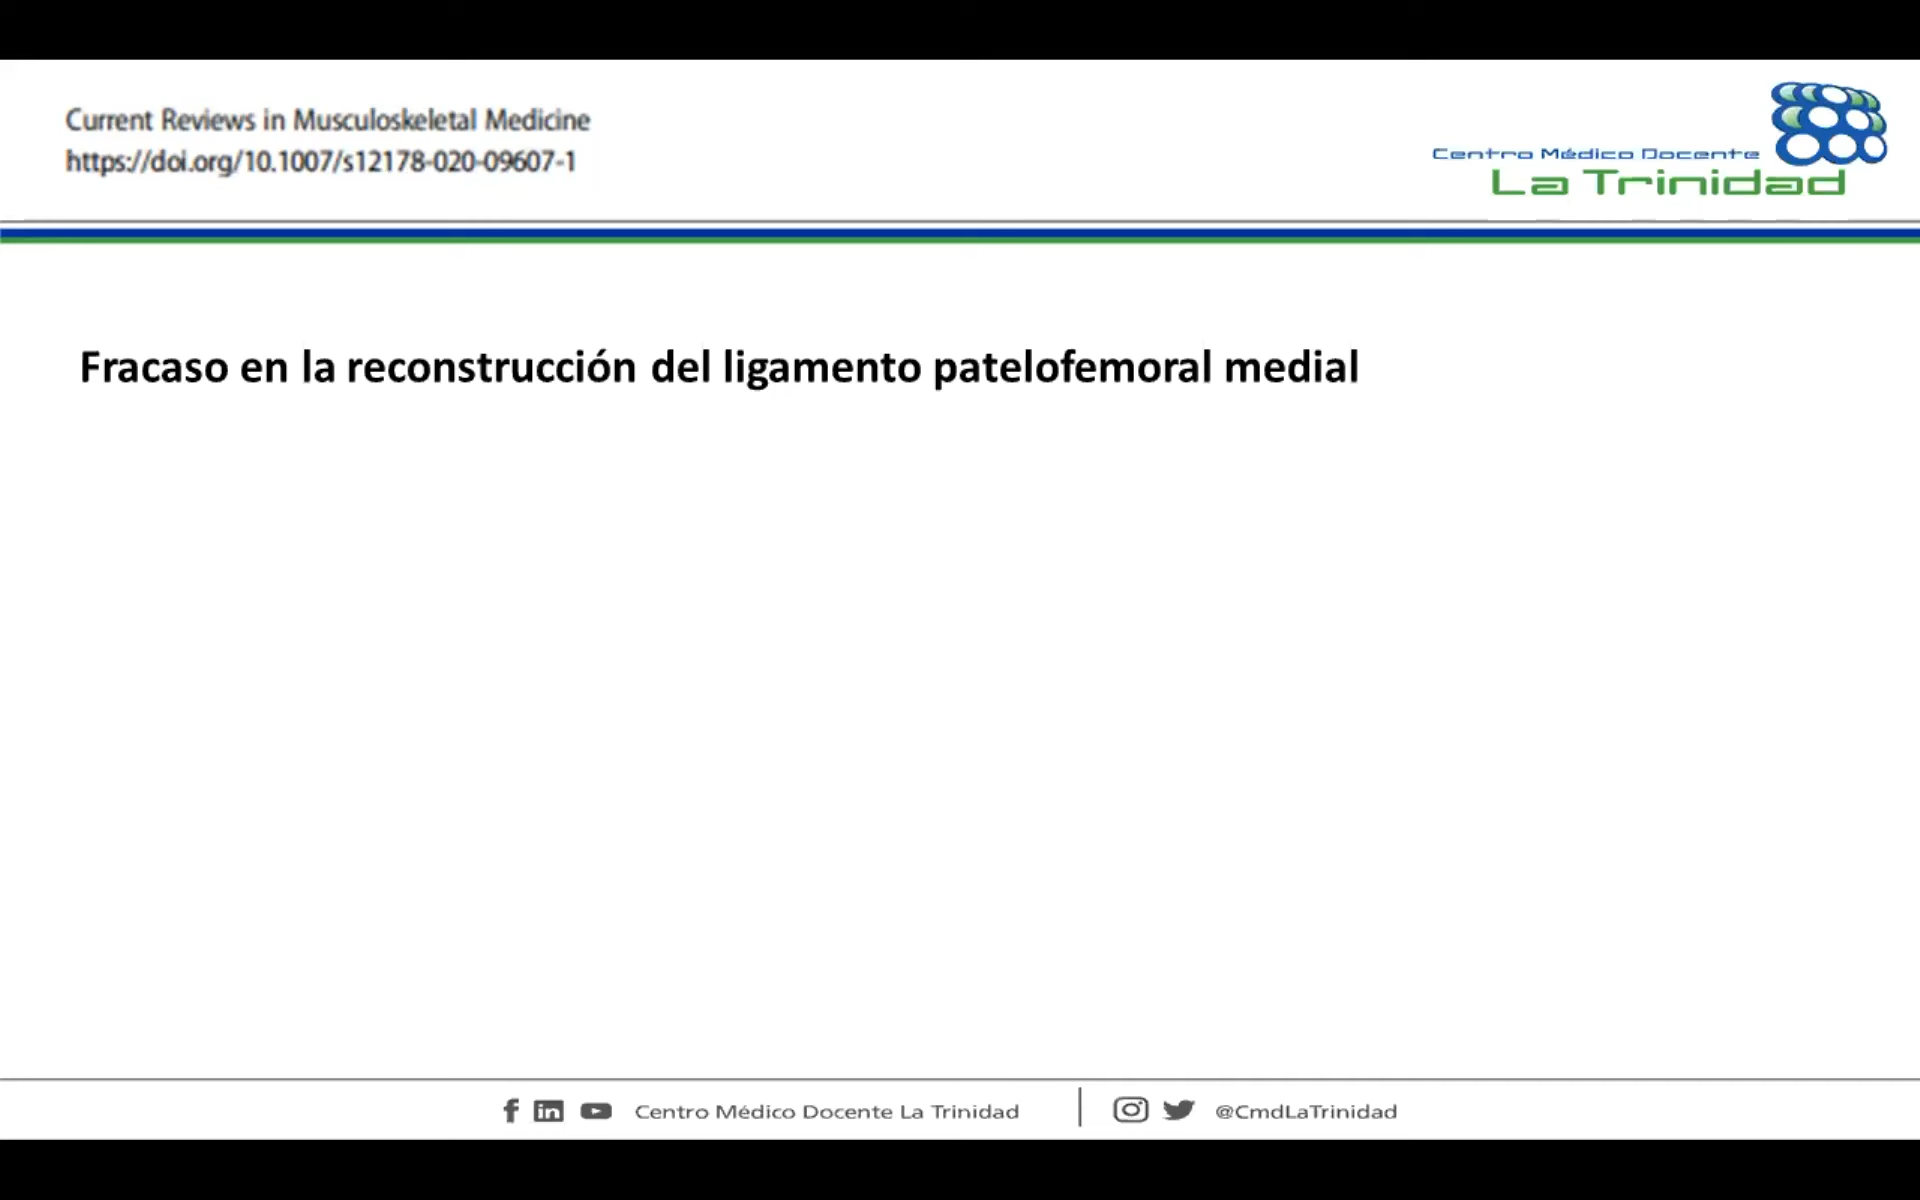 Current Reviews in Musculoskeletal Medicine
https://doi.org/10.1007/s12178-020-09607-1
Centro Médico Docente
La Trinidad
Fracaso en la reconstrucción del ligamento patelofemoral medial
Centro Médico Docente La Trinidad
@CmdLaTrinidad